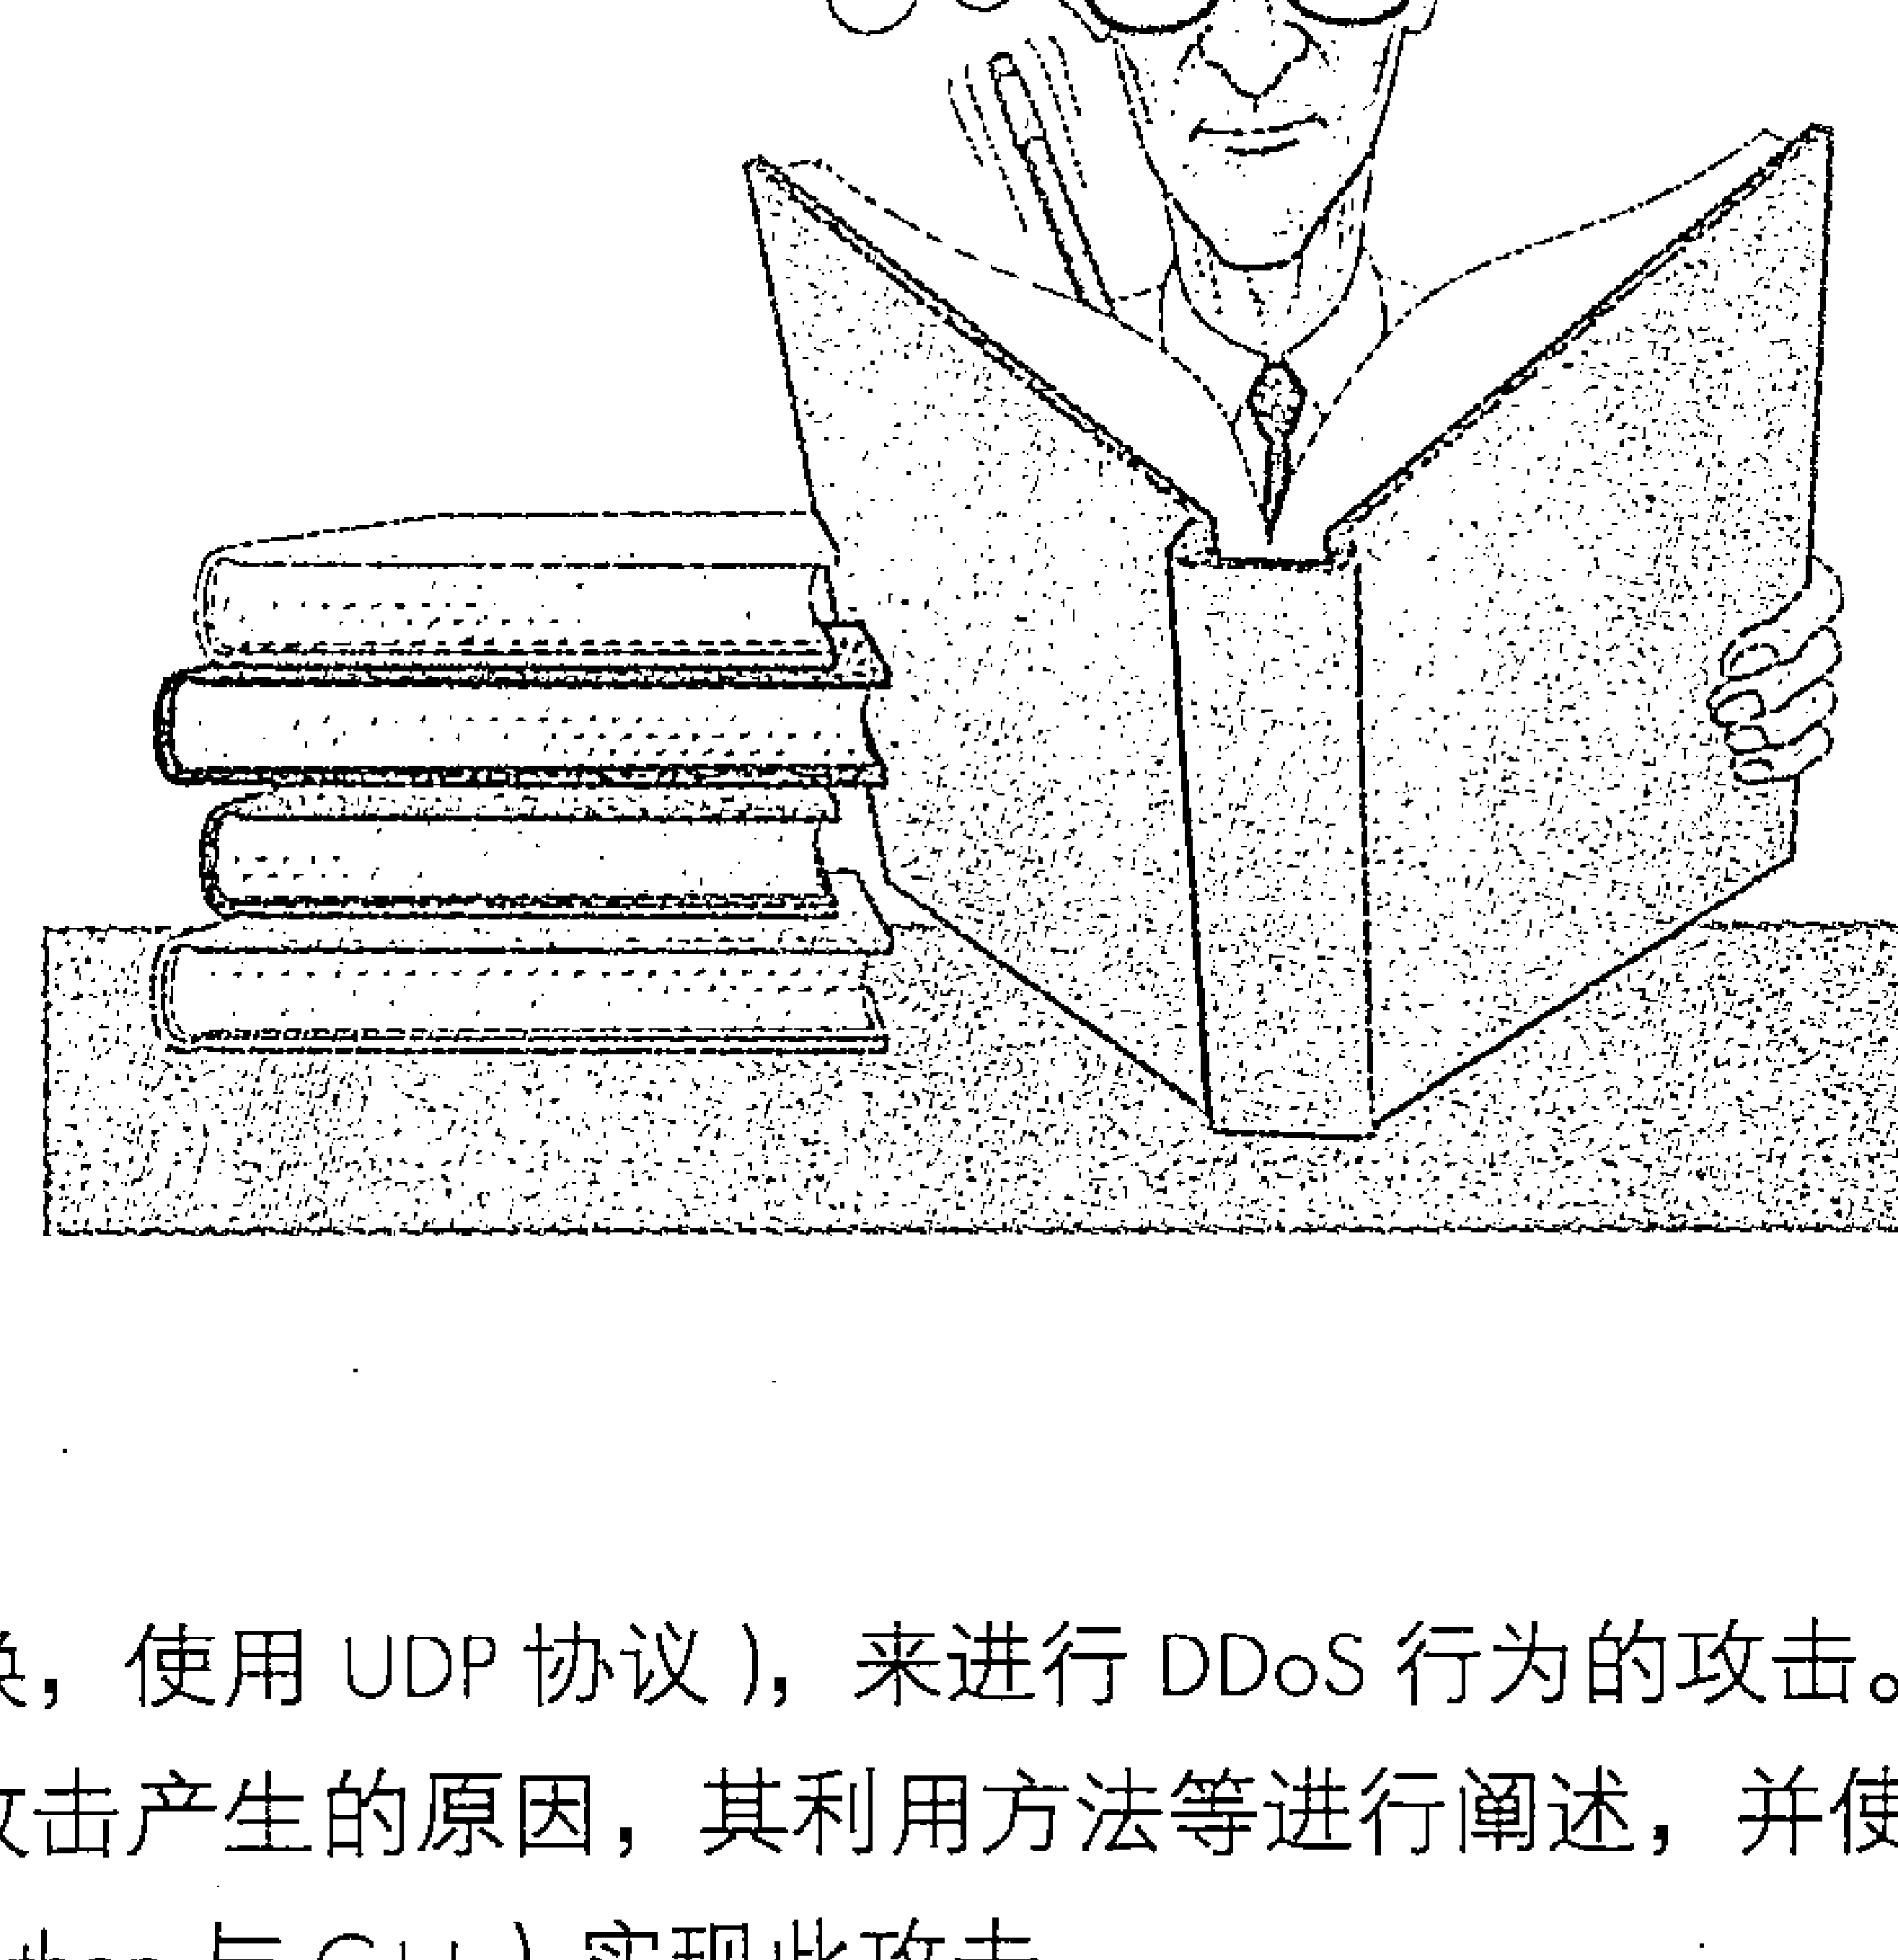 ，使用 UDP 协议），来进行 DDoS 行为的攻击。
击产生的原因，其利用方法等进行阐述，并使
实现此攻击